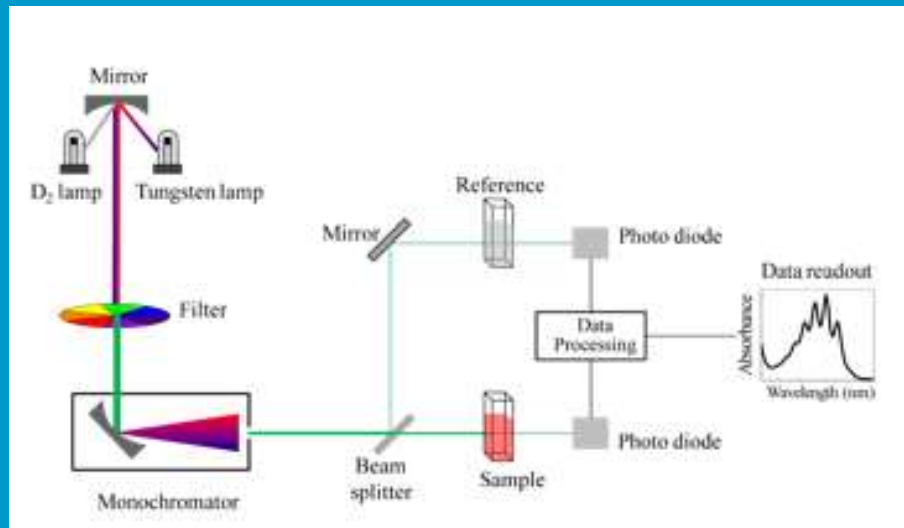 Mirror
D₂ lamp
Tungsten lamp
Filter
Monochromator
Mirror
Reference
Photo diode
Data
Processing
Beam
splitter
Sample
Photo diode
Data readout
Absorbance
Wavelength (nm)